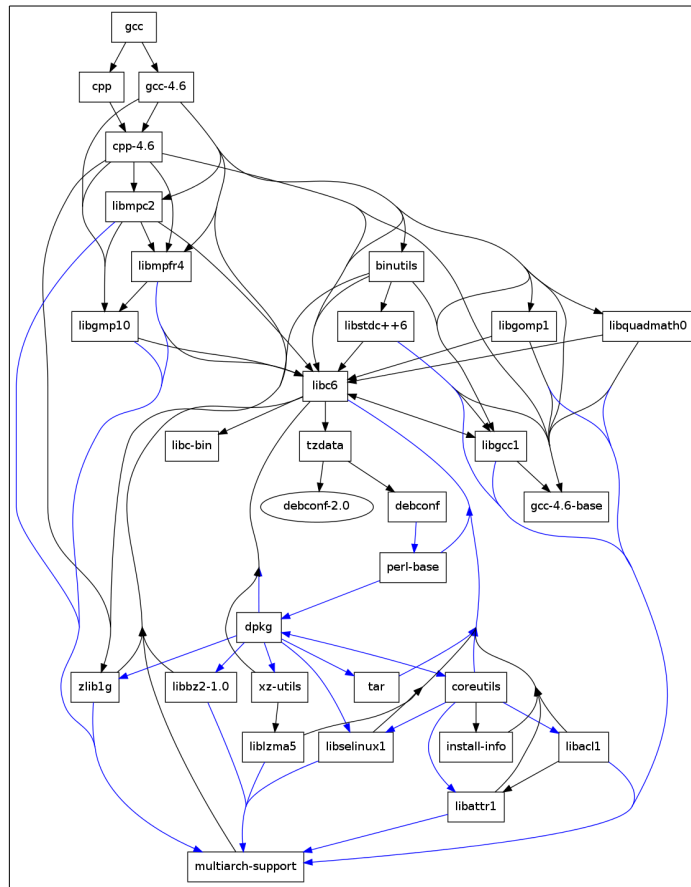 gcc
cpp
gcc-4.6
cpp-4.6
libmpc2
libmpfr4
binutils
libgmp10
libstdc++6
libgomp1
libquadmath0
libc6
libc-bin
tzdata
libgcc1
debconf-2.0
debconf
gcc-4.6-base
perl-base
dpkg
zlib1g
libbz2-1.0
xz-utils
tar
coreutils
liblzma5
libselinux1
install-info
libacl1
libattr1
multiarch-support